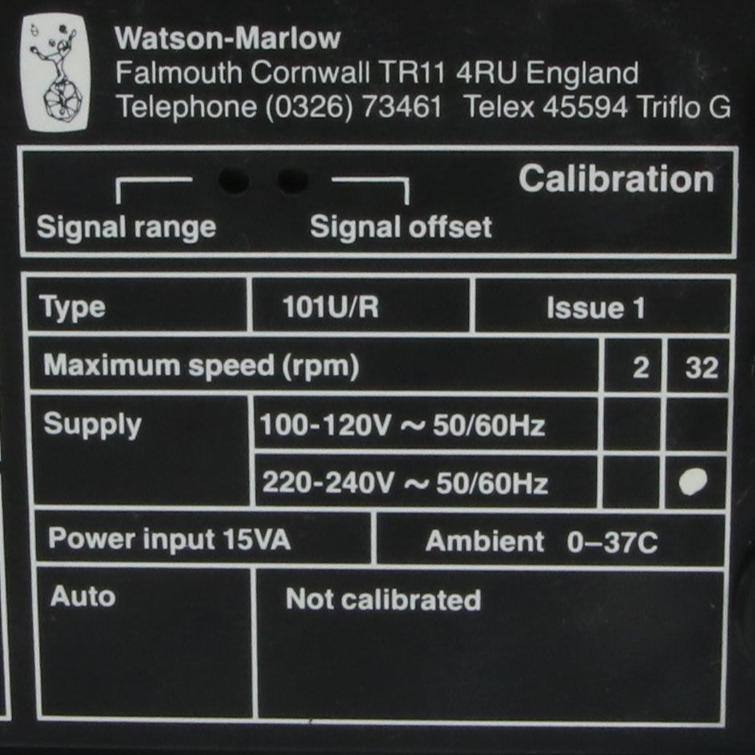 Watson-Marlow
Falmouth Cornwall TR11 4RU England
Telephone (0326) 73461 Telex 45594 Triflo G
Calibration
Signal range Signal offset
Type 101U/R Issue 1
Maximum speed (rpm) 2 32
Supply 100-120V ~ 50/60Hz
220-240V ~ 50/60Hz
Power input 15VA Ambient 0–37C
Auto Not calibrated